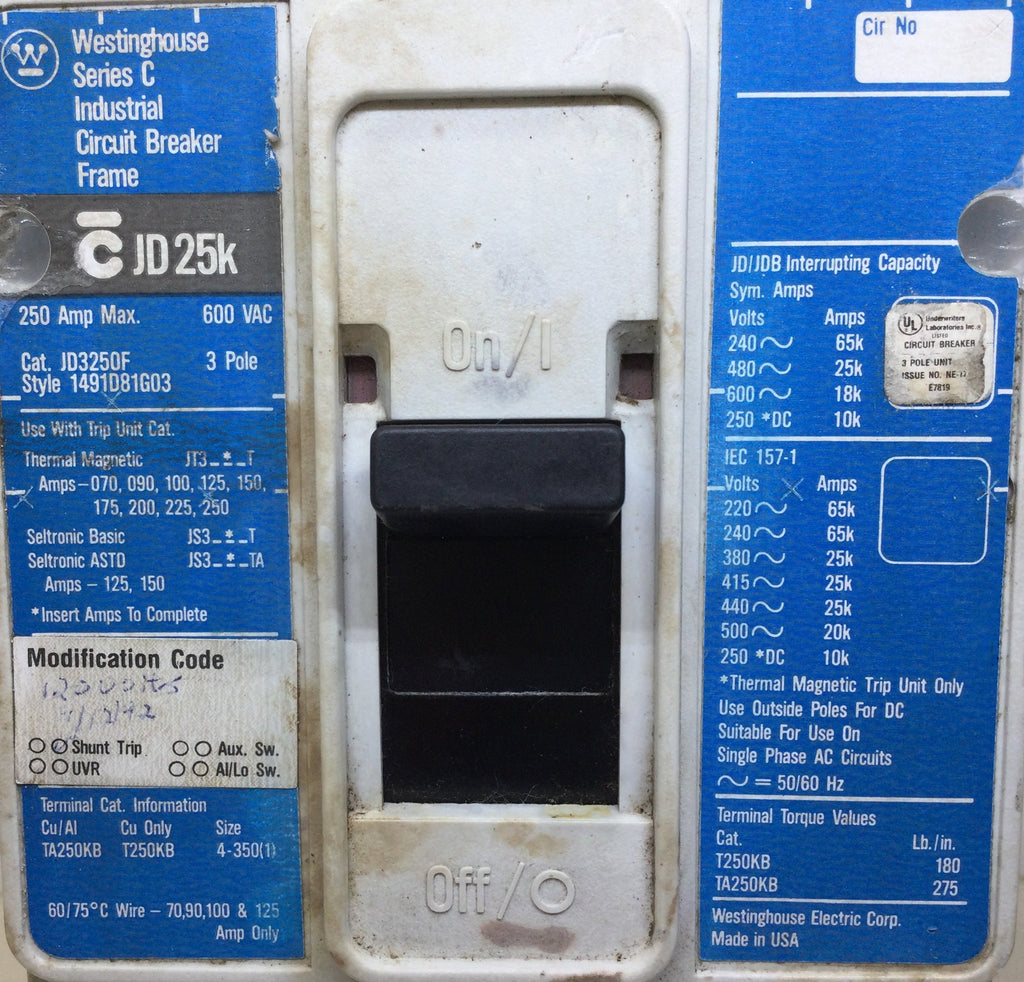 Westinghouse
Series C
Industrial
Circuit Breaker
Frame
C JD 25k
250 Amp Max. 600 VAC
Cat. JD3250F 3 Pole
Style 1491D81G03
Use With Trip Unit Cat.
Thermal Magnetic JT3_*_T
Amps – 070, 090, 100, 125, 150,
175, 200, 225, 250
Seltronic Basic JS3_*_T
Seltronic ASTD JS3_*_TA
Amps – 125, 150
*Insert Amps To Complete
Modification Code
Shunt Trip Aux. Sw.
UVR Al/Lo Sw.
Terminal Cat. Information
Cu/Al Cu Only Size
TA250KB T250KB 4-350(1)
60/75°C Wire – 70,90,100 & 125
Amp Only
On/I
Off/O
Cir No
JD/JDB Interrupting Capacity
Sym. Amps
Volts Amps
240 ~ 65k
480 ~ 25k
600 ~ 18k
250 *DC 10k
UL
Underwriters
Laboratories Inc.®
LISTED
CIRCUIT BREAKER
3 POLE UNIT
ISSUE NO.
E7819
IEC 157-1
Volts Amps
220 ~ 65k
240 ~ 65k
380 ~ 25k
415 ~ 25k
440 ~ 25k
500 ~ 20k
250 *DC 10k
*Thermal Magnetic Trip Unit Only
Use Outside Poles For DC
Suitable For Use On
Single Phase AC Circuits
~ = 50/60 Hz
Terminal Torque Values
Cat. Lb./in.
T250KB 180
TA250KB 275
Westinghouse Electric Corp.
Made in USA